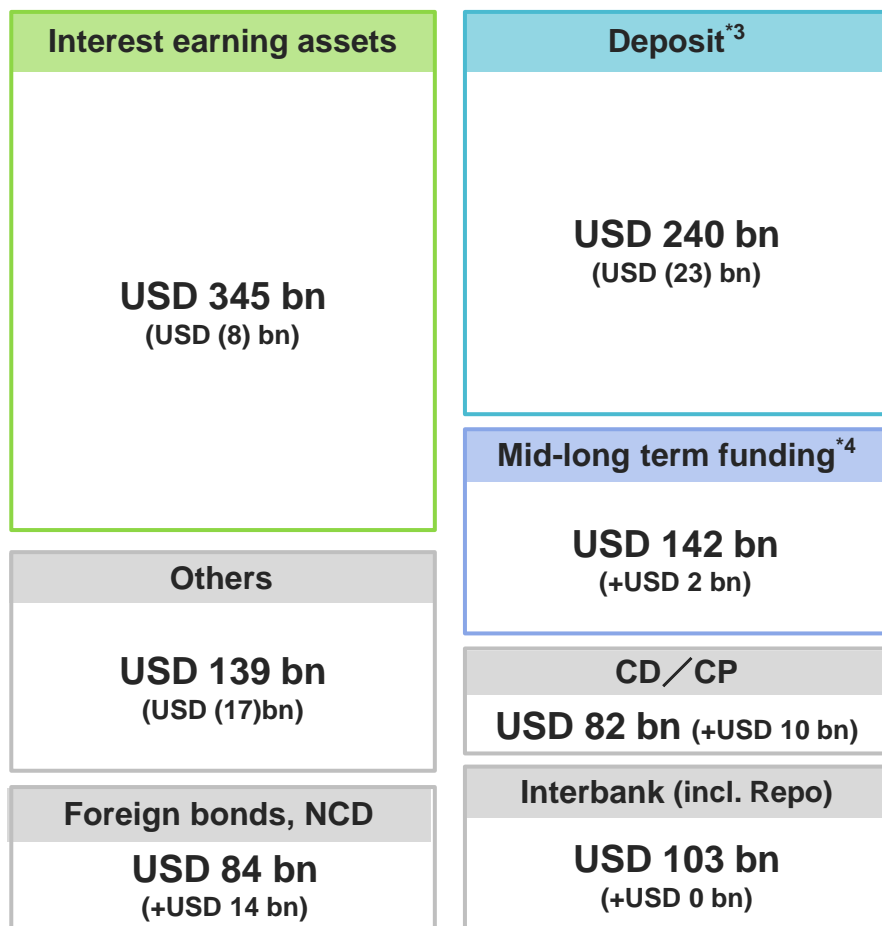 Interest earning assets
USD 345 bn
(USD (8) bn)
Others
USD 139 bn
(USD (17)bn)
Foreign bonds, NCD
USD 84 bn
(+USD 14 bn)
Deposit*3
USD 240 bn
(USD (23) bn)
Mid-long term funding*4
USD 142 bn
(+USD 2 bn)
CD／CP
USD 82 bn (+USD 10 bn)
Interbank (incl. Repo)
USD 103 bn
(+USD 0 bn)